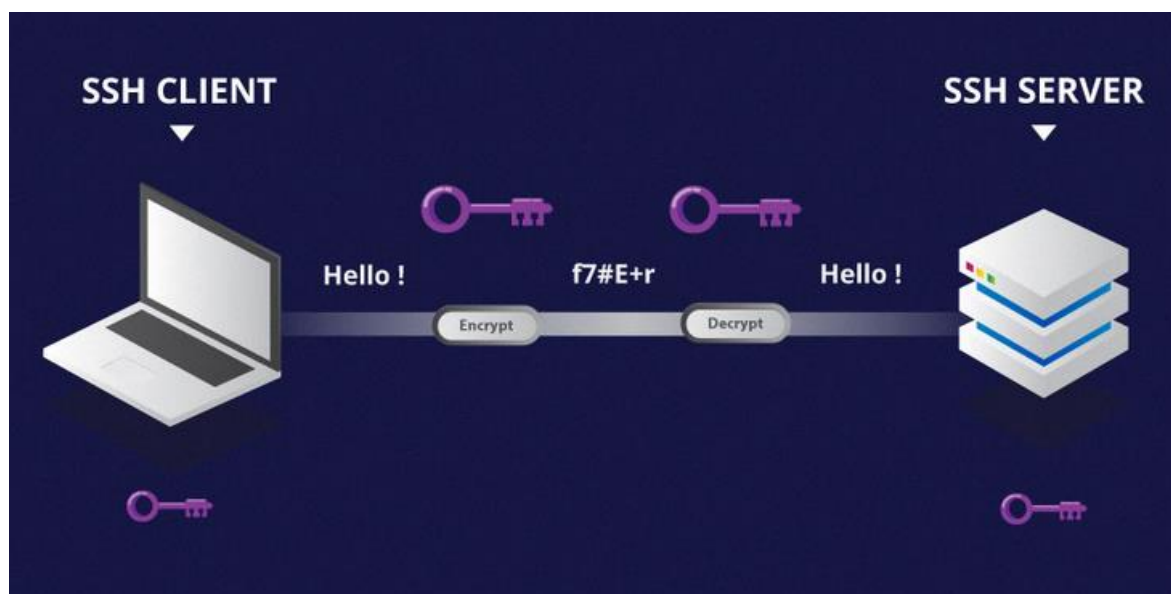 SSH CLIENT
SSH SERVER
Hello !
f7#E+r
Hello !
Encrypt
Decrypt